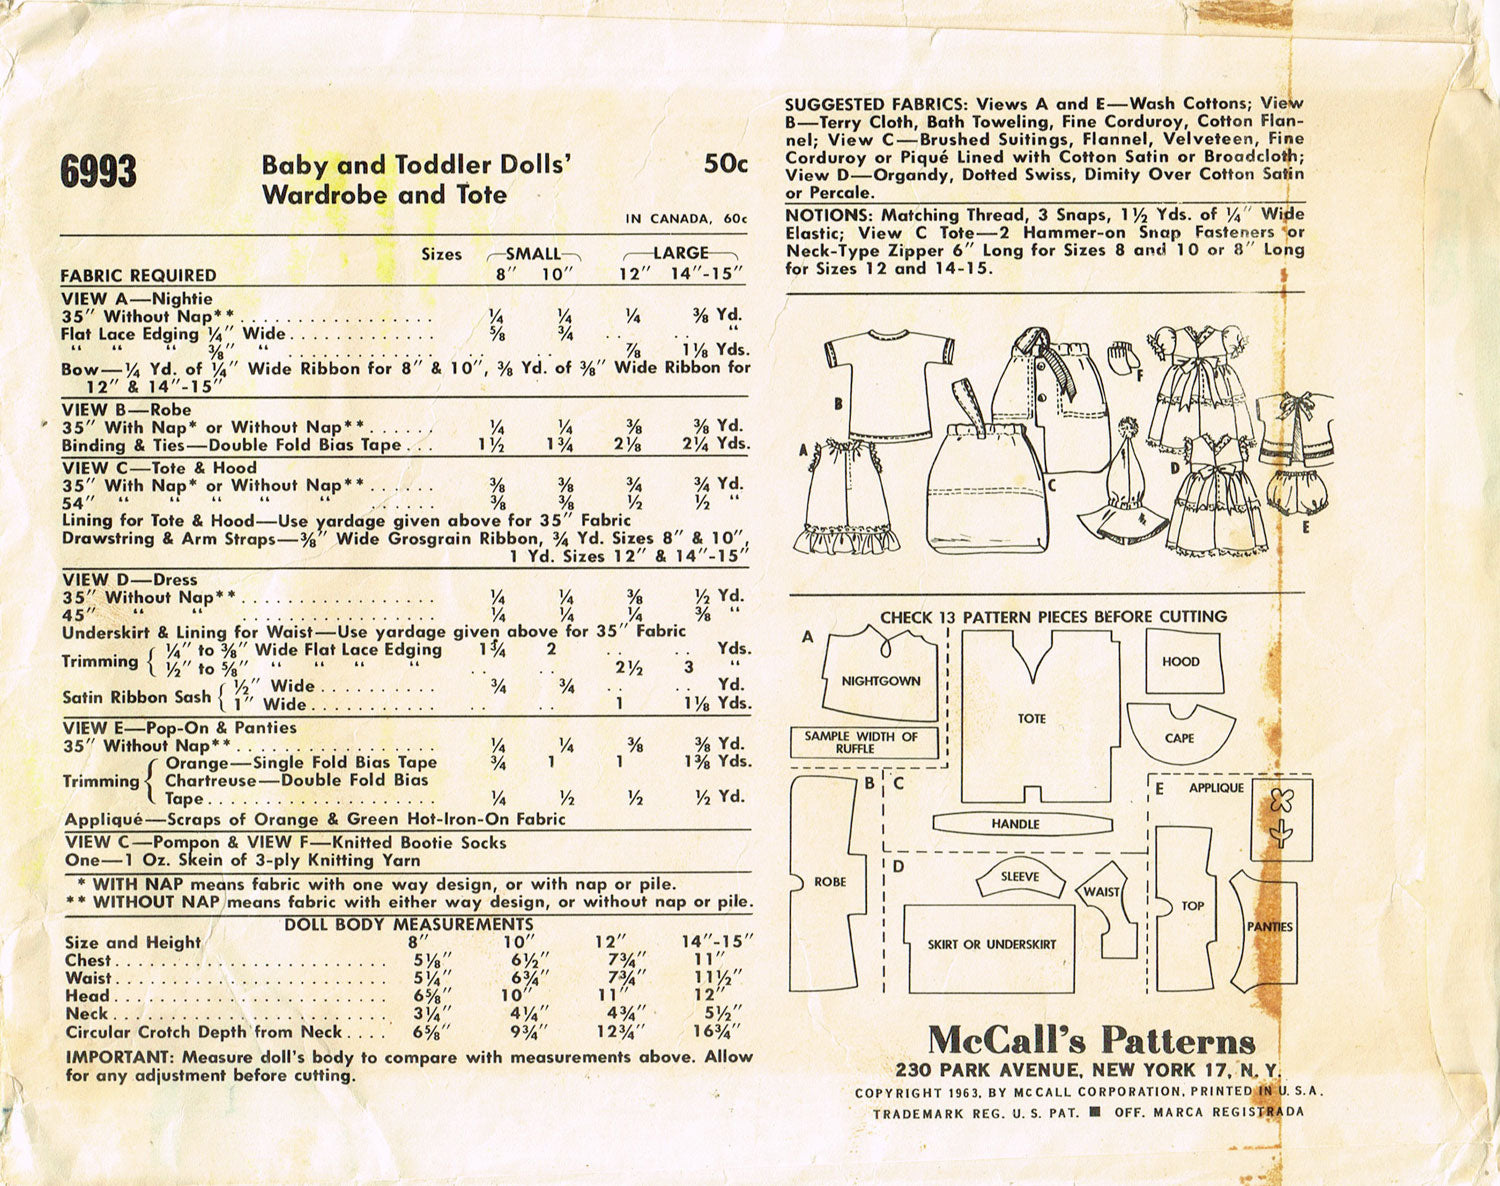 6993
Baby and Toddler Dolls'
Wardrobe and Tote
50c
IN CANADA, 60c
Sizes SMALL LARGE
FABRIC REQUIRED 8" 10" 12" 14"-15"
VIEW A—Nightie
35" Without Nap** ¼ ¼ ¼ ⅜ Yd.
Flat Lace Edging ¼" Wide ⅝ ¾ .. .. "
" " " ⅜" " .. .. ⅞ 1⅛ Yds.
Bow—¼ Yd. of ¼" Wide Ribbon for 8" & 10", ⅜ Yd. of ⅜" Wide Ribbon for
12" & 14"-15"
VIEW B—Robe
35" With Nap* or Without Nap** ¼ ¼ ⅜ ⅜ Yd.
Binding & Ties—Double Fold Bias Tape 1½ 1¾ 2⅛ 2¼ Yds.
VIEW C—Tote & Hood
35" With Nap* or Without Nap** ⅜ ⅜ ¾ ¾ Yd.
54" " " " " ⅜ ⅜ ½ ½ "
Lining for Tote & Hood—Use yardage given above for 35" Fabric
Drawstring & Arm Straps—⅜" Wide Grosgrain Ribbon, ¾ Yd. Sizes 8" & 10",
1 Yd. Sizes 12" & 14"-15"
VIEW D—Dress
35" Without Nap** ¼ ¼ ⅜ ½ Yd.
45" " " ¼ ¼ ¼ ⅜ "
Underskirt & Lining for Waist—Use yardage given above for 35" Fabric
Trimming { ¼" to ⅜" Wide Flat Lace Edging 1¾ 2 .. .. Yds.
½" to ⅝" " " " " .. .. 2½ 3 "
Satin Ribbon Sash { ½" Wide ¾ ¾ .. .. Yd.
1" Wide .. .. 1 1⅛ Yds.
VIEW E—Pop-On & Panties
35" Without Nap** ¼ ¼ ⅜ ⅜ Yd.
Trimming { Orange—Single Fold Bias Tape ¾ 1 1 1⅜ Yds.
Chartreuse—Double Fold Bias
Tape ¼ ½ ½ ½ Yd.
Appliqué—Scraps of Orange & Green Hot-Iron-On Fabric
VIEW C—Pompon & VIEW F—Knitted Bootie Socks
One—1 Oz. Skein of 3-ply Knitting Yarn
* WITH NAP means fabric with one way design, or with nap or pile.
** WITHOUT NAP means fabric with either way design, or without nap or pile.
DOLL BODY MEASUREMENTS
Size and Height 8" 10" 12" 14"-15"
Chest 5⅛" 6½" 7¾" 11"
Waist 5¼" 6¾" 7¾" 11½"
Head 6⅝" 10" 11" 12"
Neck 3¼" 4¼" 4¾" 5½"
Circular Crotch Depth from Neck 6⅝" 9¾" 12¾" 16¾"
IMPORTANT: Measure doll's body to compare with measurements above. Allow
for any adjustment before cutting.
SUGGESTED FABRICS: Views A and E—Wash Cottons; View
B—Terry Cloth, Bath Toweling, Fine Corduroy, Cotton Flan-
nel; View C—Brushed Suitings, Flannel, Velveteen, Fine
Corduroy or Piqué Lined with Cotton Satin or Broadcloth;
View D—Organdy, Dotted Swiss, Dimity Over Cotton Satin
or Percale.
NOTIONS: Matching Thread, 3 Snaps, 1½ Yds. of ¼" Wide
Elastic; View C Tote—2 Hammer-on Snap Fasteners or
Neck-Type Zipper 6" Long for Sizes 8 and 10 or 8" Long
for Sizes 12 and 14-15.
B
F
A
C
D
E
CHECK 13 PATTERN PIECES BEFORE CUTTING
A
NIGHTGOWN
SAMPLE WIDTH OF
RUFFLE
TOTE
HOOD
CAPE
B
ROBE
C
HANDLE
D
SLEEVE
WAIST
SKIRT OR UNDERSKIRT
E
APPLIQUE
TOP
PANTIES
McCall's Patterns
230 PARK AVENUE, NEW YORK 17, N. Y.
COPYRIGHT 1963, BY McCALL CORPORATION, PRINTED IN U. S. A.
TRADEMARK REG. U. S. PAT. ■ OFF. MARCA REGISTRADA